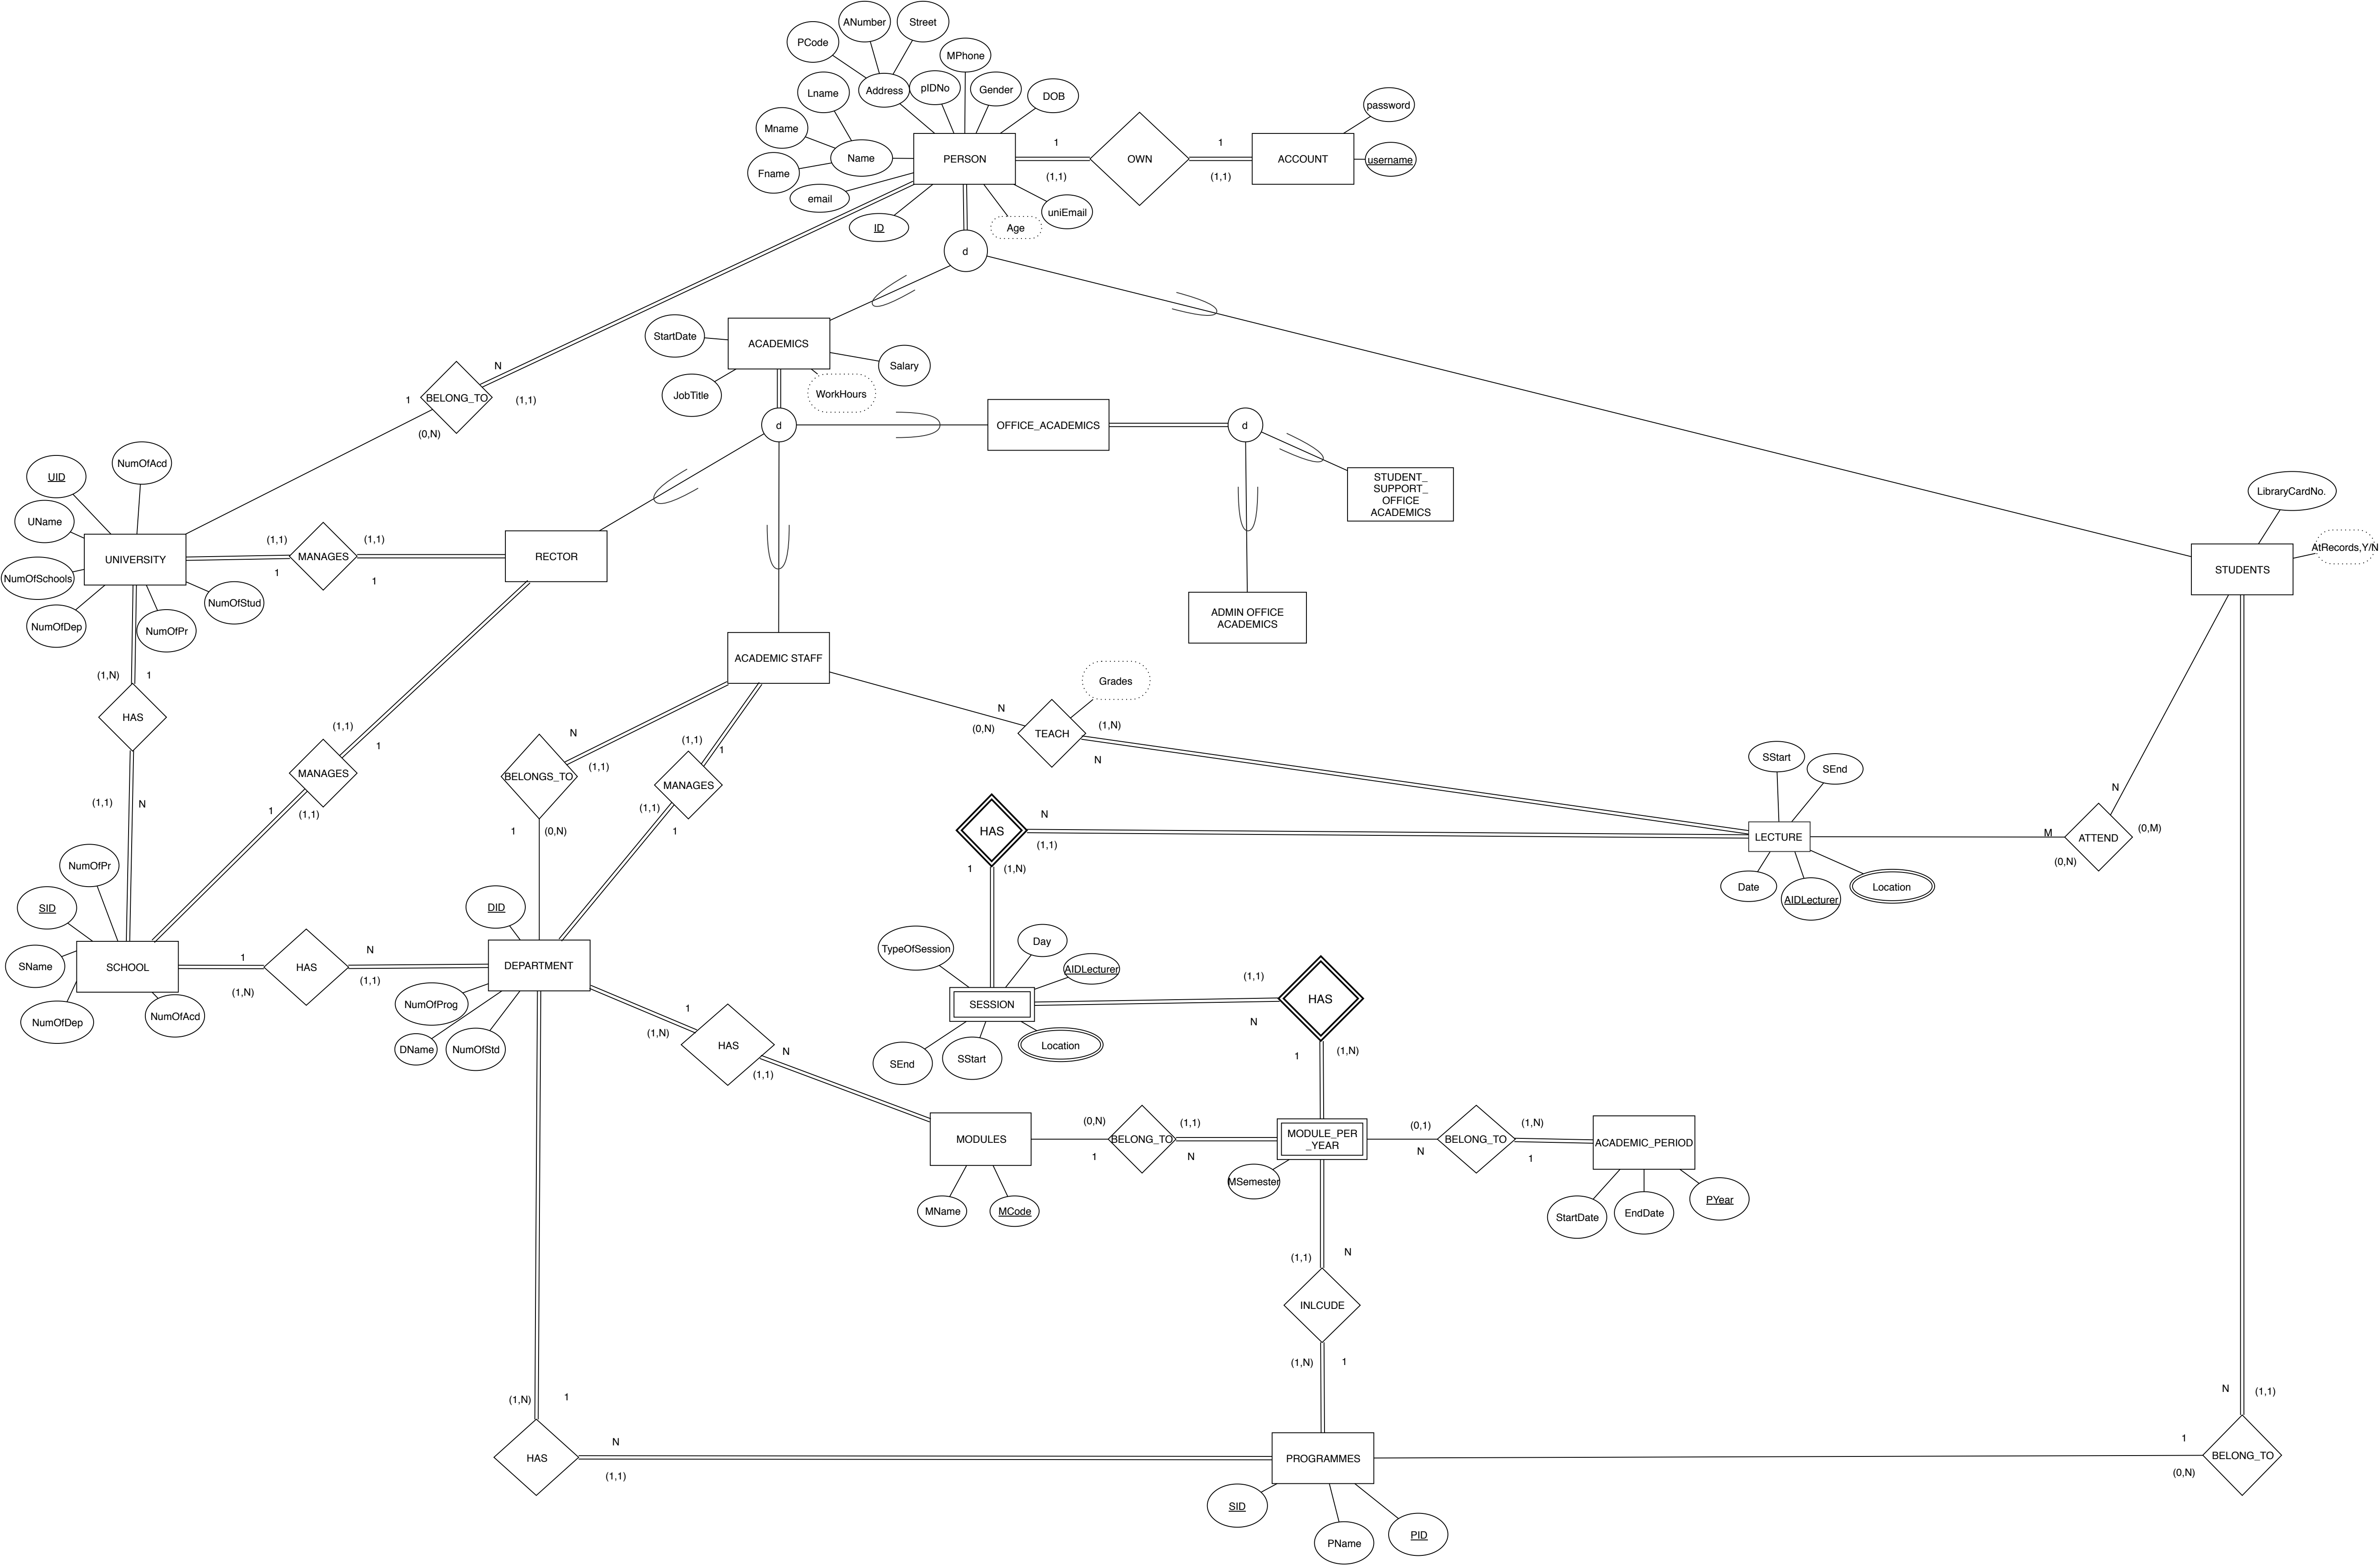 ANumber
Street
PCode
MPhone
Lname
Address
pIDNo
Gender
DOB
password
Mname
Name
PERSON
1
OWN
1
ACCOUNT
username
Fname
(1,1)
(1,1)
email
uniEmail
ID
Age
d
StartDate
ACADEMICS
Salary
N
JobTitle
WorkHours
1
BELONG_TO
(1,1)
(0,N)
d
OFFICE_ACADEMICS
d
NumOfAcd
UID
STUDENT_
SUPPORT_
OFFICE
ACADEMICS
LibraryCardNo.
UName
(1,1)
(1,1)
UNIVERSITY
MANAGES
RECTOR
AtRecords,Y/N
STUDENTS
1
1
NumOfSchools
NumOfStud
NumOfDep
NumOfPr
ADMIN OFFICE
ACADEMICS
ACADEMIC STAFF
(1,N)
1
Grades
HAS
N
(0,N)
(1,N)
TEACH
N
(1,1)
1
N
(1,1)
1
SStart
SEnd
MANAGES
BELONGS_TO
(1,1)
MANAGES
(1,1)
N
1
(1,1)
(1,1)
1
1
(0,N)
N
HAS
(1,1)
1
(1,N)
LECTURE
M
ATTEND
N
(0,M)
(0,N)
NumOfPr
Date
AIDLecturer
Location
SID
DID
TypeOfSession
Day
AIDLecturer
SName
SCHOOL
1
HAS
N
DEPARTMENT
(1,N)
(1,1)
NumOfDep
NumOfAcd
NumOfProg
DName
NumOfStd
1
(1,N)
HAS
N
(1,1)
SESSION
(1,1)
HAS
N
SEnd
SStart
Location
1
(1,N)
MODULES
(0,N)
BELONG_TO
(1,1)
1
N
MODULE_PER
_YEAR
(0,1)
BELONG_TO
(1,N)
N
1
ACADEMIC_PERIOD
MSemester
MName
MCode
StartDate
EndDate
PYear
(1,1)
N
INLCUDE
(1,N)
1
(1,N)
1
N
(1,1)
HAS
N
(1,1)
PROGRAMMES
1
BELONG_TO
(0,N)
SID
PName
PID